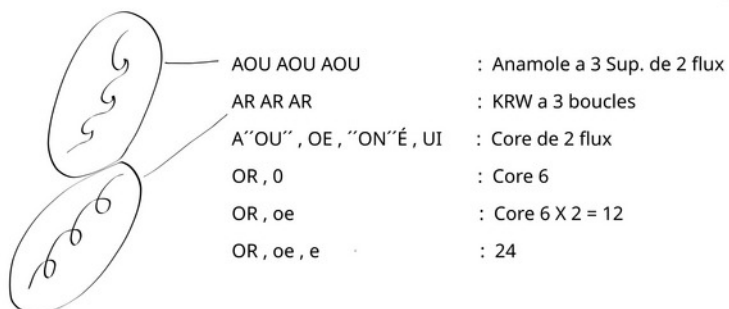 AOU AOU AOU : Anamole a 3 Sup. de 2 flux
AR AR AR : KRW a 3 boucles
A´´OU´´ , OE , ´´ON´´É , UI : Core de 2 flux
OR , 0 : Core 6
OR , oe : Core 6 X 2 = 12
OR , oe , e : 24